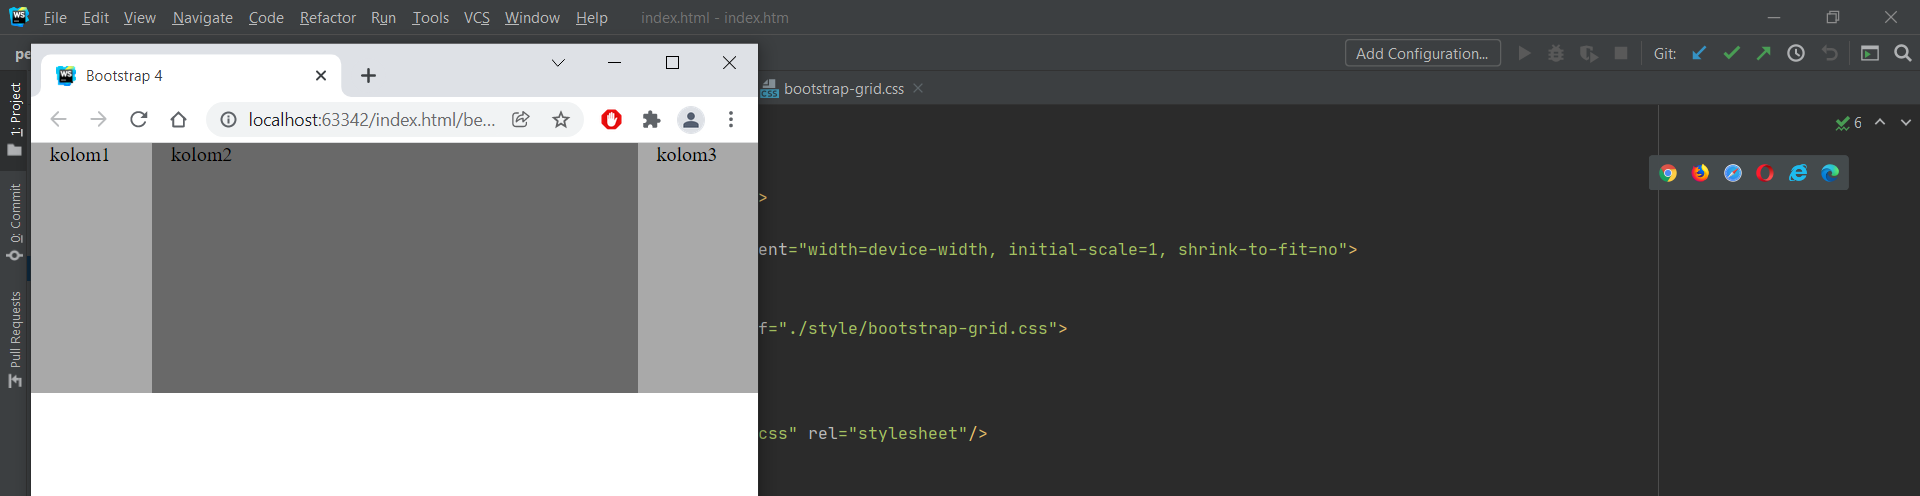 WS File Edit View Navigate Code Refactor Run Tools VCS Window Help index.html - index.htm
pe Add Configuration... Git:
WS Bootstrap 4
CSS bootstrap-grid.css
localhost:63342/index.html/be...
1: Project
0: Commit
Pull Requests
kolom1 kolom2 kolom3
6
>
ent="width=device-width, initial-scale=1, shrink-to-fit=no">
f="./style/bootstrap-grid.css">
css" rel="stylesheet"/>